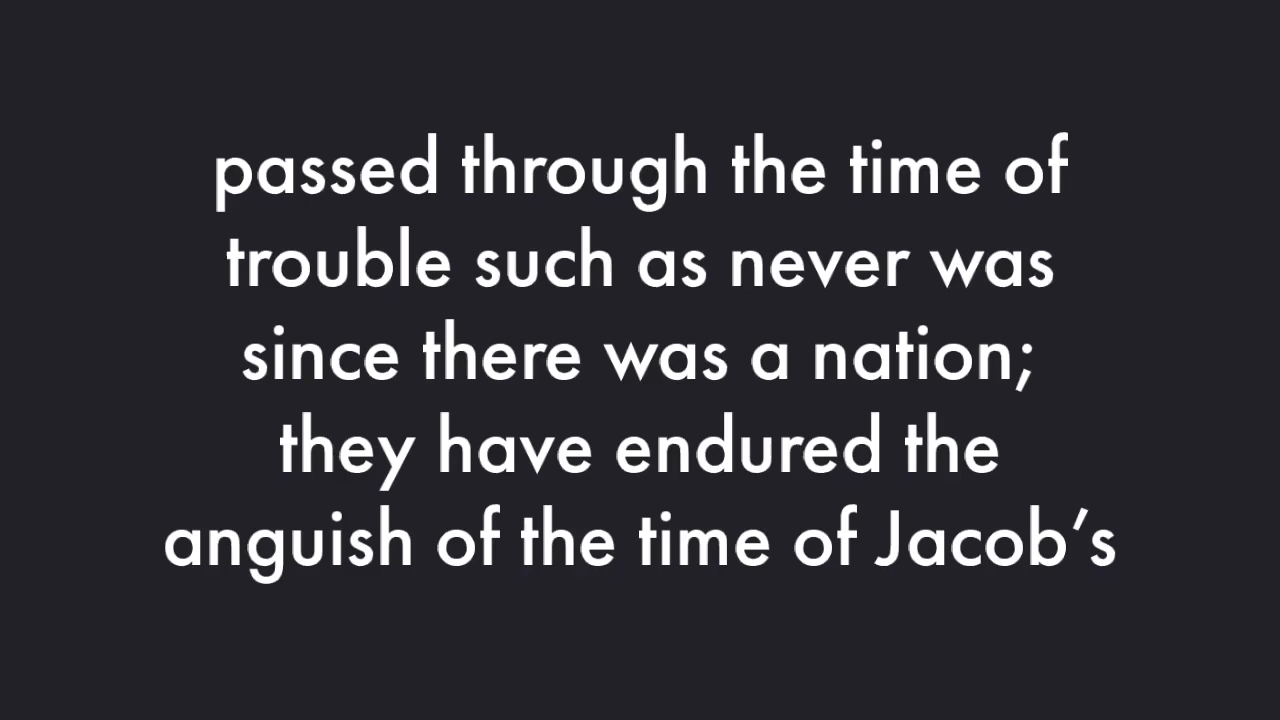 passed through the time of
trouble such as never was
since there was a nation;
they have endured the
anguish of the time of Jacob’s